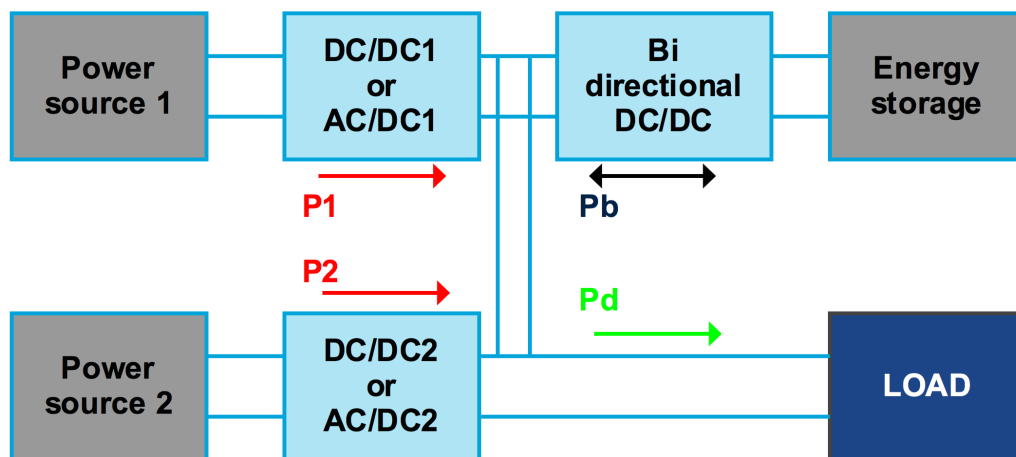 Power
source 1
DC/DC1
or
AC/DC1
Bi
directional
DC/DC
Energy
storage
P1
Pb
P2
Pd
Power
source 2
DC/DC2
or
AC/DC2
LOAD